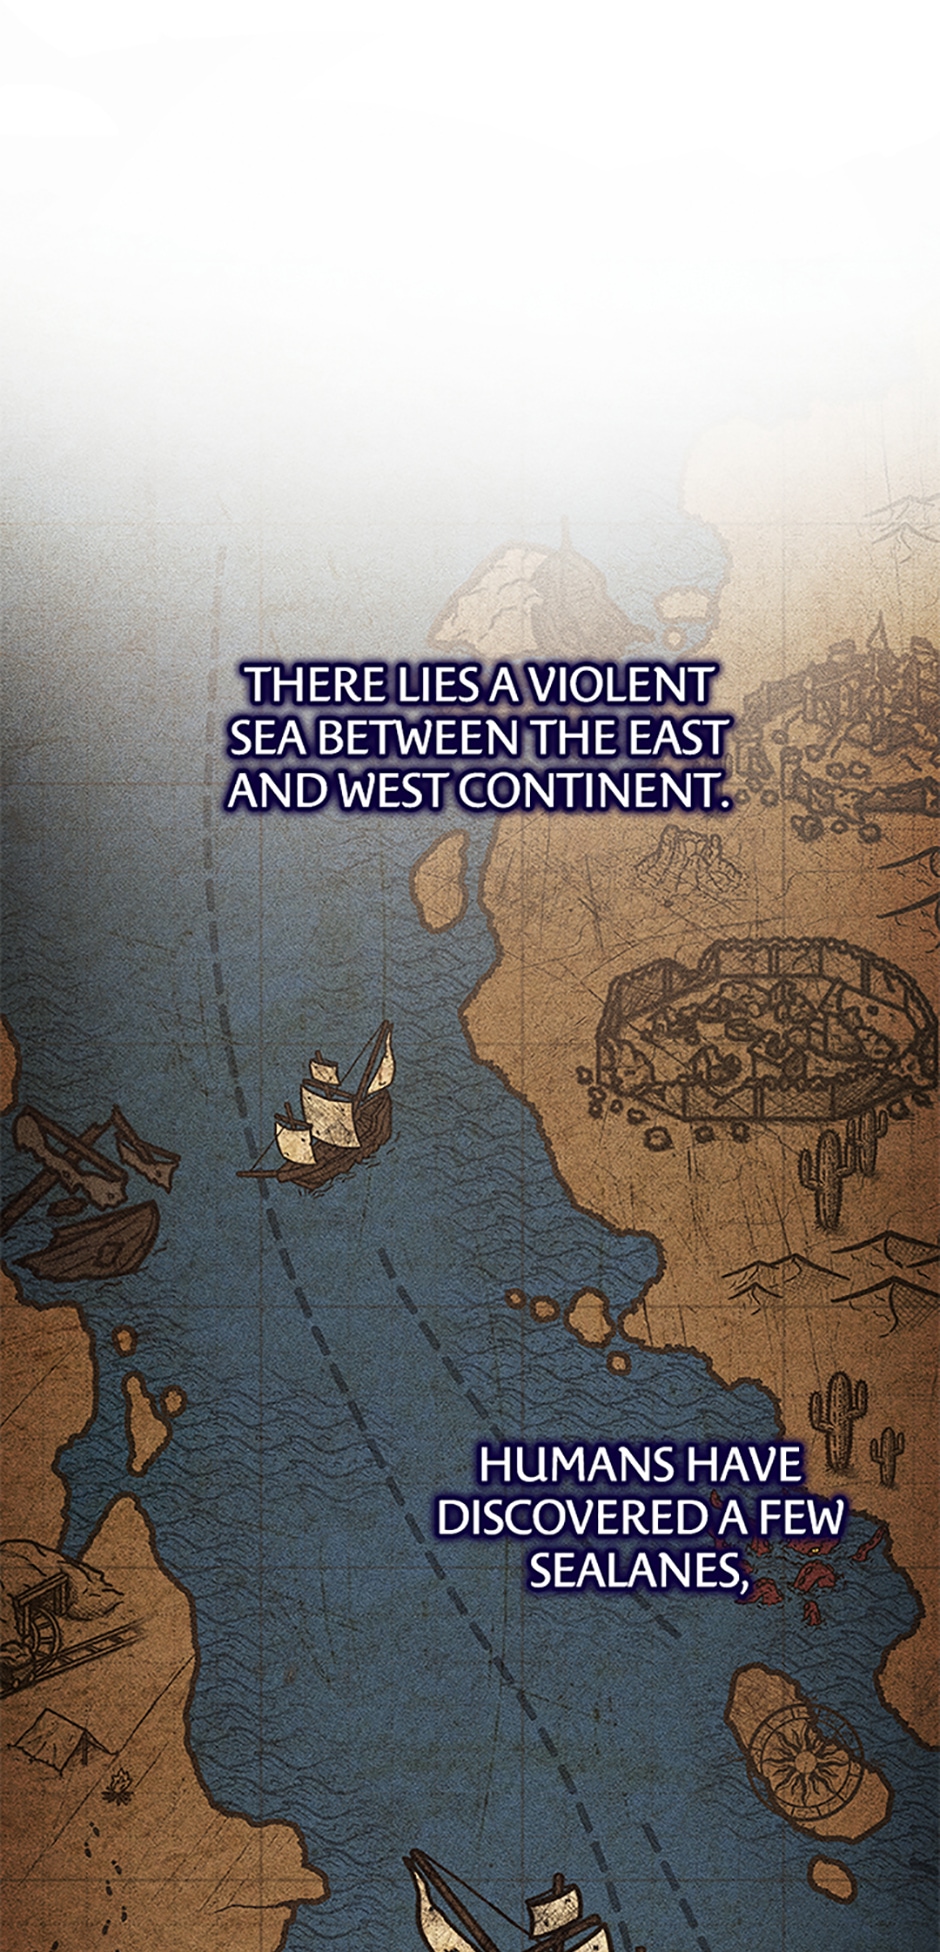 THERE LIES A VIOLENT
SEA BETWEEN THE EAST
AND WEST CONTINENT.
HUMANS HAVE
DISCOVERED A FEW
SEALANES,